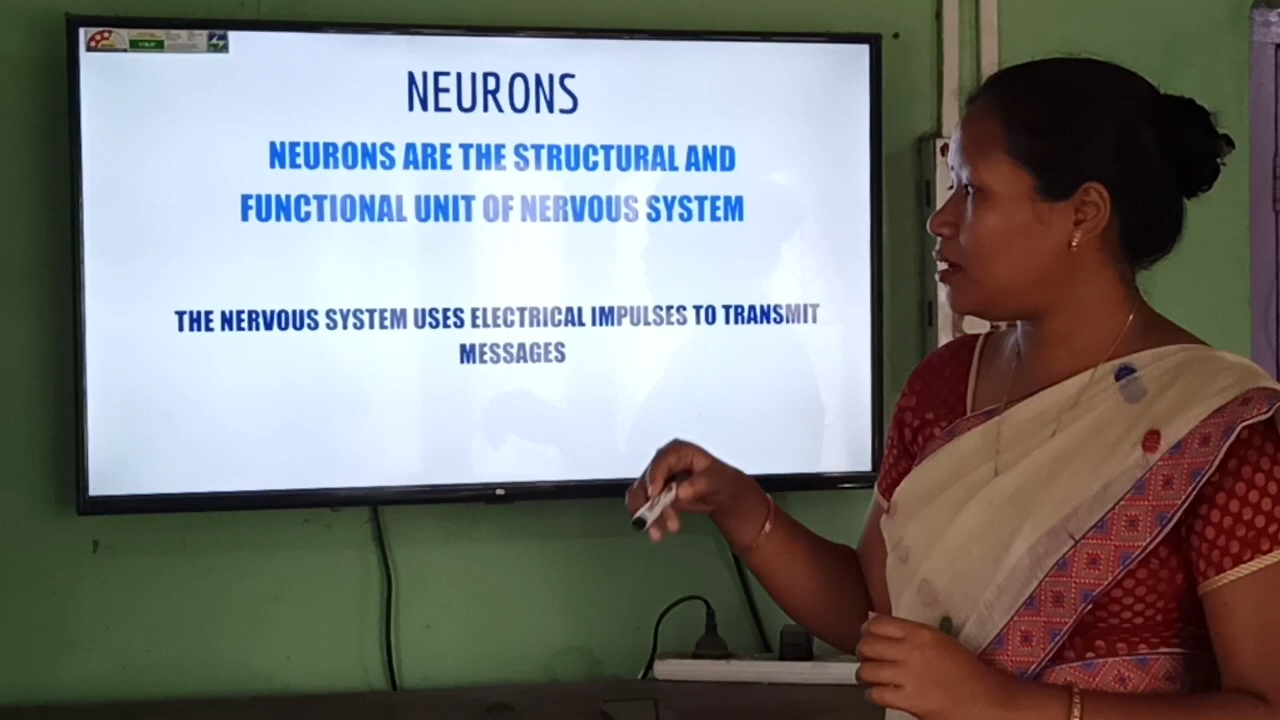 NEURONS
NEURONS ARE THE STRUCTURAL AND
FUNCTIONAL UNIT OF NERVOUS SYSTEM
THE NERVOUS SYSTEM USES ELECTRICAL IMPULSES TO TRANSMIT
MESSAGES